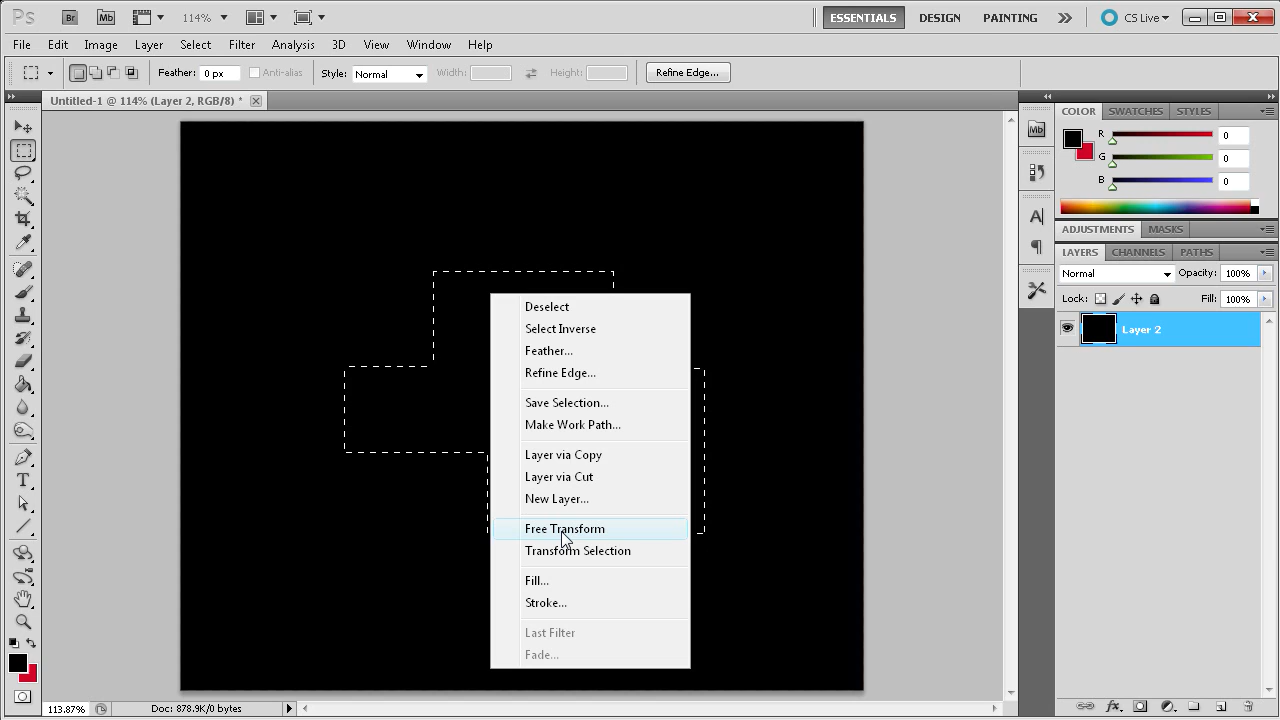 Ps Br Mb 114% ESSENTIALS DESIGN PAINTING CS Live
File Edit Image Layer Select Filter Analysis 3D View Window Help
Feather: 0 px Anti-alias Style: Normal Width: Height: Refine Edge...
Untitled-1 @ 114% (Layer 2, RGB/8) *
COLOR SWATCHES STYLES
Mb
R 0
G 0
B 0
ADJUSTMENTS MASKS
LAYERS CHANNELS PATHS
Normal Opacity: 100%
Lock: Fill: 100%
Layer 2
Deselect
Select Inverse
Feather...
Refine Edge...
Save Selection...
Make Work Path...
Layer via Copy
Layer via Cut
New Layer...
Free Transform
Transform Selection
Fill...
Stroke...
Last Filter
Fade...
113.87% Doc: 878.9K/0 bytes